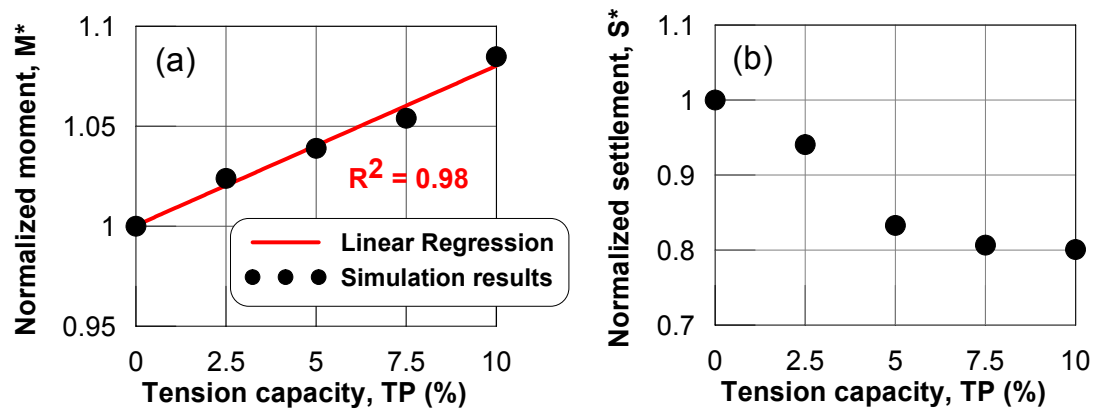 Normalized moment, M*
1.1
1.05
1
0.95
(a)
R² = 0.98
Linear Regression
Simulation results
0 2.5 5 7.5 10
Tension capacity, TP (%)
Normalized settlement, S*
1.1
1
0.9
0.8
0.7
(b)
0 2.5 5 7.5 10
Tension capacity, TP (%)